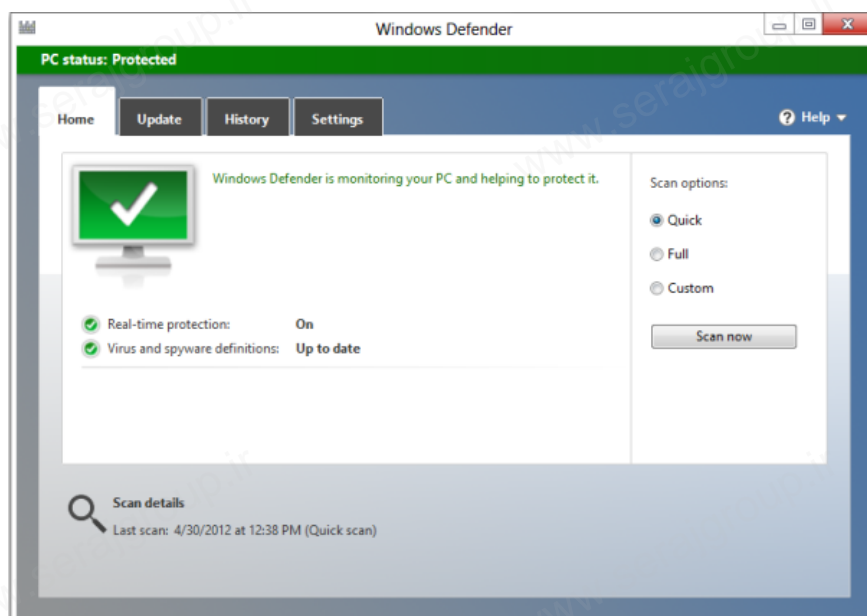 Windows Defender
PC status: Protected
Home Update History Settings Help
Windows Defender is monitoring your PC and helping to protect it.
Real-time protection: On
Virus and spyware definitions: Up to date
Scan options:
Quick
Full
Custom
Scan now
Scan details
Last scan: 4/30/2012 at 12:38 PM (Quick scan)
www.serajgroup.ir